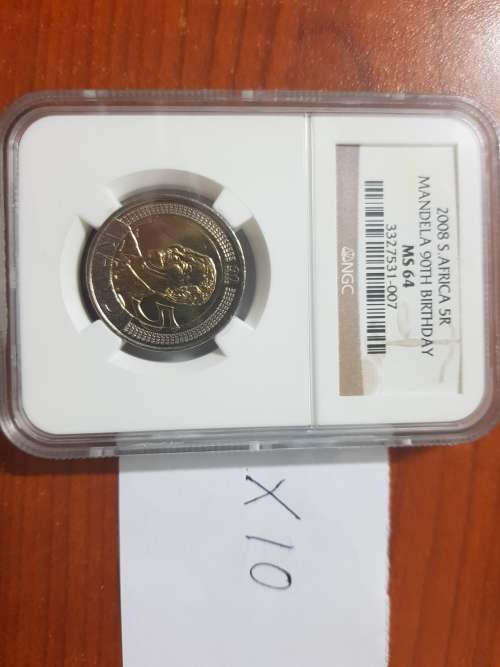 2008 S.AFRICA 5R
MANDELA 90TH BIRTHDAY
MS 64
3327531-007
NGC
X 10